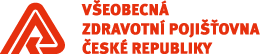 VŠEOBECNÁ
ZDRAVOTNÍ POJIŠŤOVNA
ČESKÉ REPUBLIKY